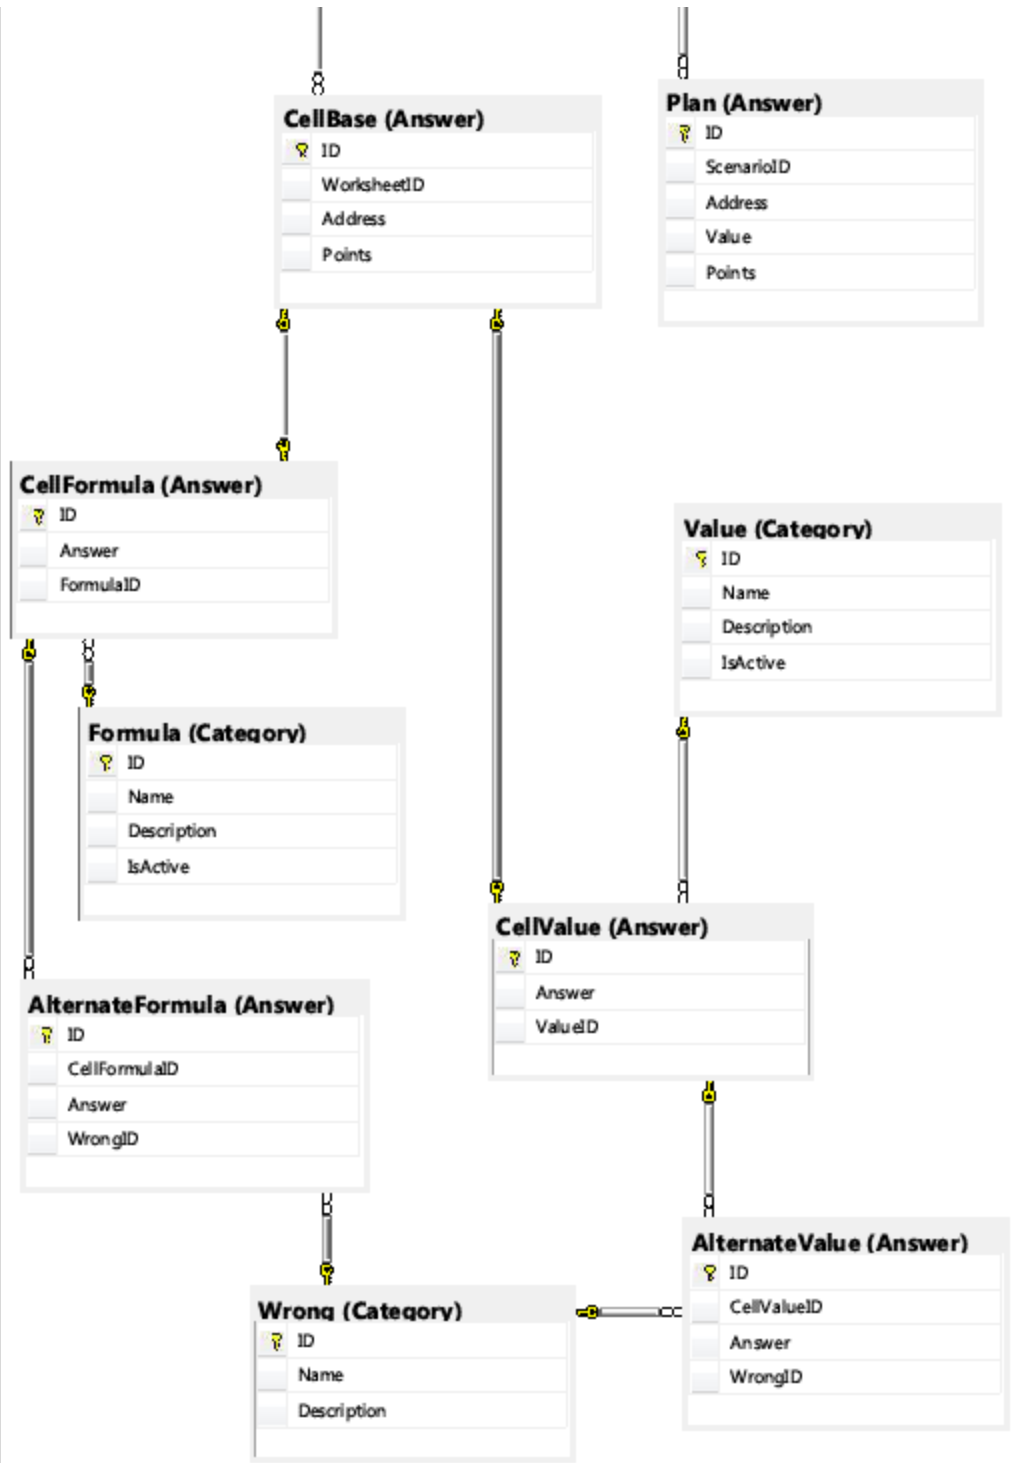 CellBase (Answer)
ID
WorksheetID
Address
Points
Plan (Answer)
ID
ScenarioID
Address
Value
Points
CellFormula (Answer)
ID
Answer
FormulaID
Value (Category)
ID
Name
Description
IsActive
Formula (Category)
ID
Name
Description
IsActive
CellValue (Answer)
ID
Answer
ValueID
AlternateFormula (Answer)
ID
CellFormulaID
Answer
WrongID
AlternateValue (Answer)
ID
CellValueID
Answer
WrongID
Wrong (Category)
ID
Name
Description